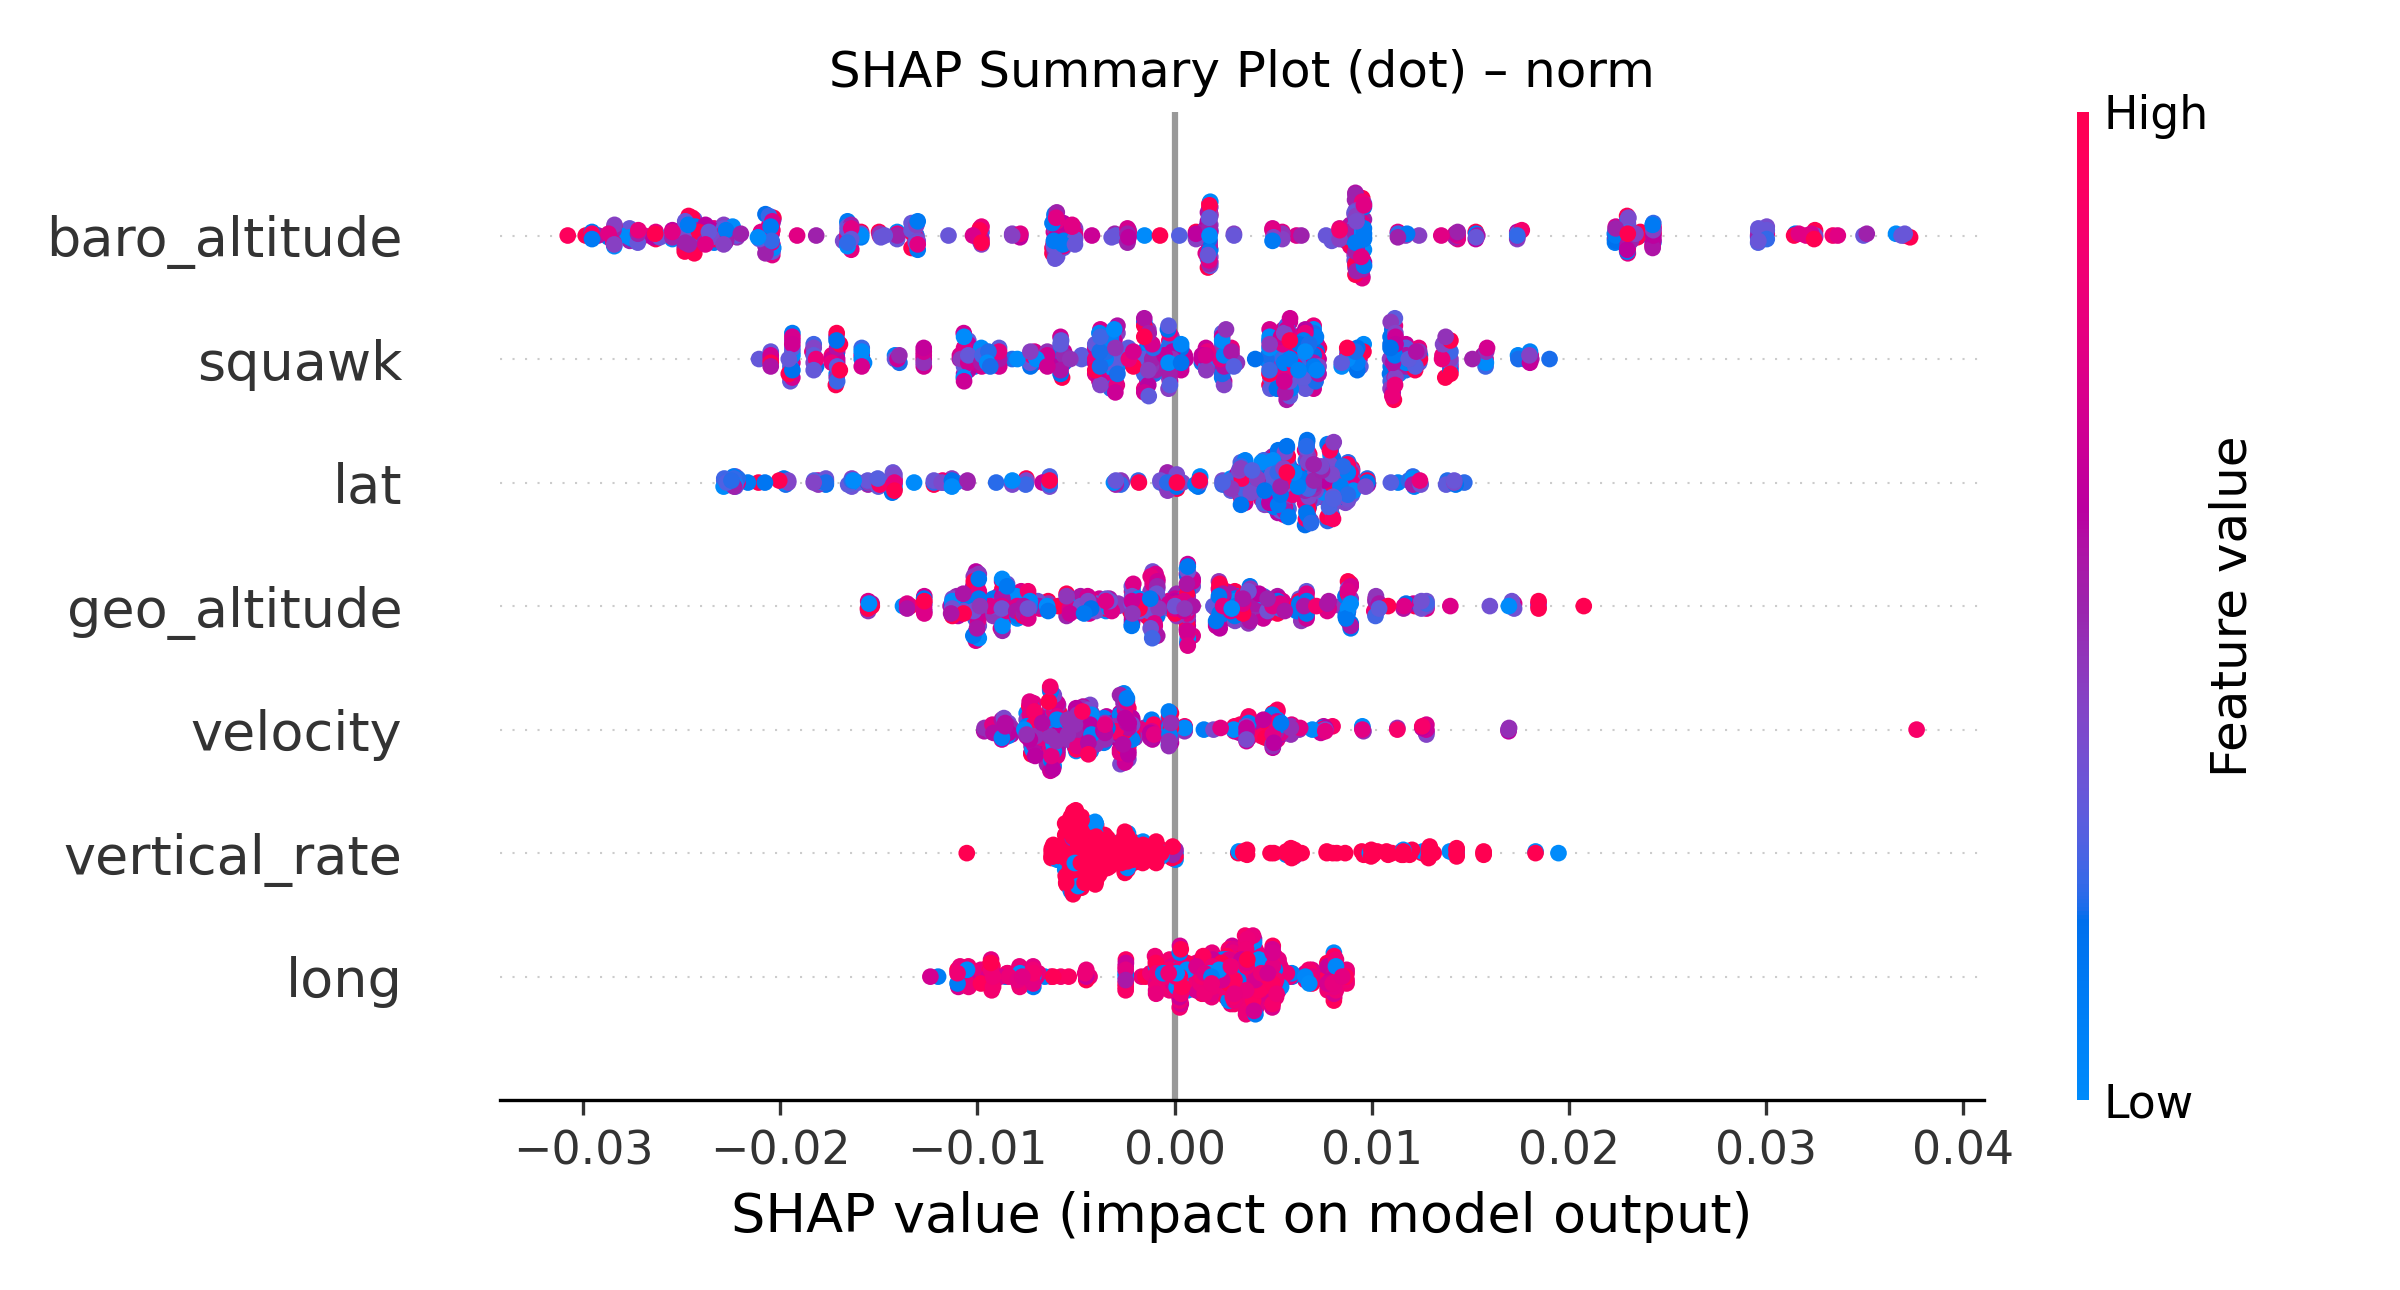 SHAP Summary Plot (dot) – norm
High
baro_altitude
squawk
lat
geo_altitude
velocity
vertical_rate
long
Feature value
Low
−0.03 −0.02 −0.01 0.00 0.01 0.02 0.03 0.04
SHAP value (impact on model output)